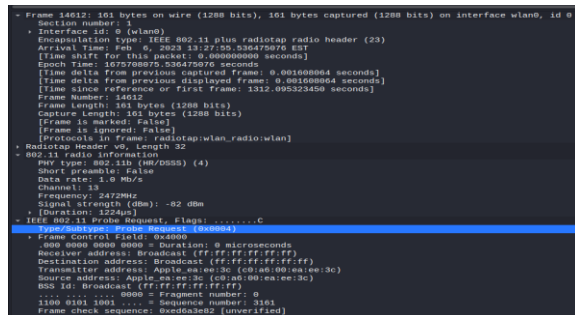 Frame 14612: 161 bytes on wire (1288 bits), 161 bytes captured (1288 bits) on interface wlan0, id 0
Section number: 1
Interface id: 0 (wlan0)
Encapsulation type: IEEE 802.11 plus radiotap radio header (23)
Arrival Time: Feb  6, 2023 13:27:55.536475076 EST
[Time shift for this packet: 0.000000000 seconds]
Epoch Time: 1675708075.536475076 seconds
[Time delta from previous captured frame: 0.001608064 seconds]
[Time delta from previous displayed frame: 0.001608064 seconds]
[Time since reference or first frame: 1312.095323450 seconds]
Frame Number: 14612
Frame Length: 161 bytes (1288 bits)
Capture Length: 161 bytes (1288 bits)
[Frame is marked: False]
[Frame is ignored: False]
[Protocols in frame: radiotap:wlan_radio:wlan]
Radiotap Header v0, Length 32
802.11 radio information
PHY type: 802.11b (HR/DSSS) (4)
Short preamble: False
Data rate: 1.0 Mb/s
Channel: 13
Frequency: 2472MHz
Signal strength (dBm): -82 dBm
[Duration: 1224µs]
IEEE 802.11 Probe Request, Flags: ........C
Type/Subtype: Probe Request (0x0004)
Frame Control Field: 0x4000
.000 0000 0000 0000 = Duration: 0 microseconds
Receiver address: Broadcast (ff:ff:ff:ff:ff:ff)
Destination address: Broadcast (ff:ff:ff:ff:ff:ff)
Transmitter address: Apple_ea:ee:3c (c0:a6:00:ea:ee:3c)
Source address: Apple_ea:ee:3c (c0:a6:00:ea:ee:3c)
BSS Id: Broadcast (ff:ff:ff:ff:ff:ff)
.... .... .... 0000 = Fragment number: 0
1100 0101 1001 .... = Sequence number: 3161
Frame check sequence: 0xed6a3e82 [unverified]